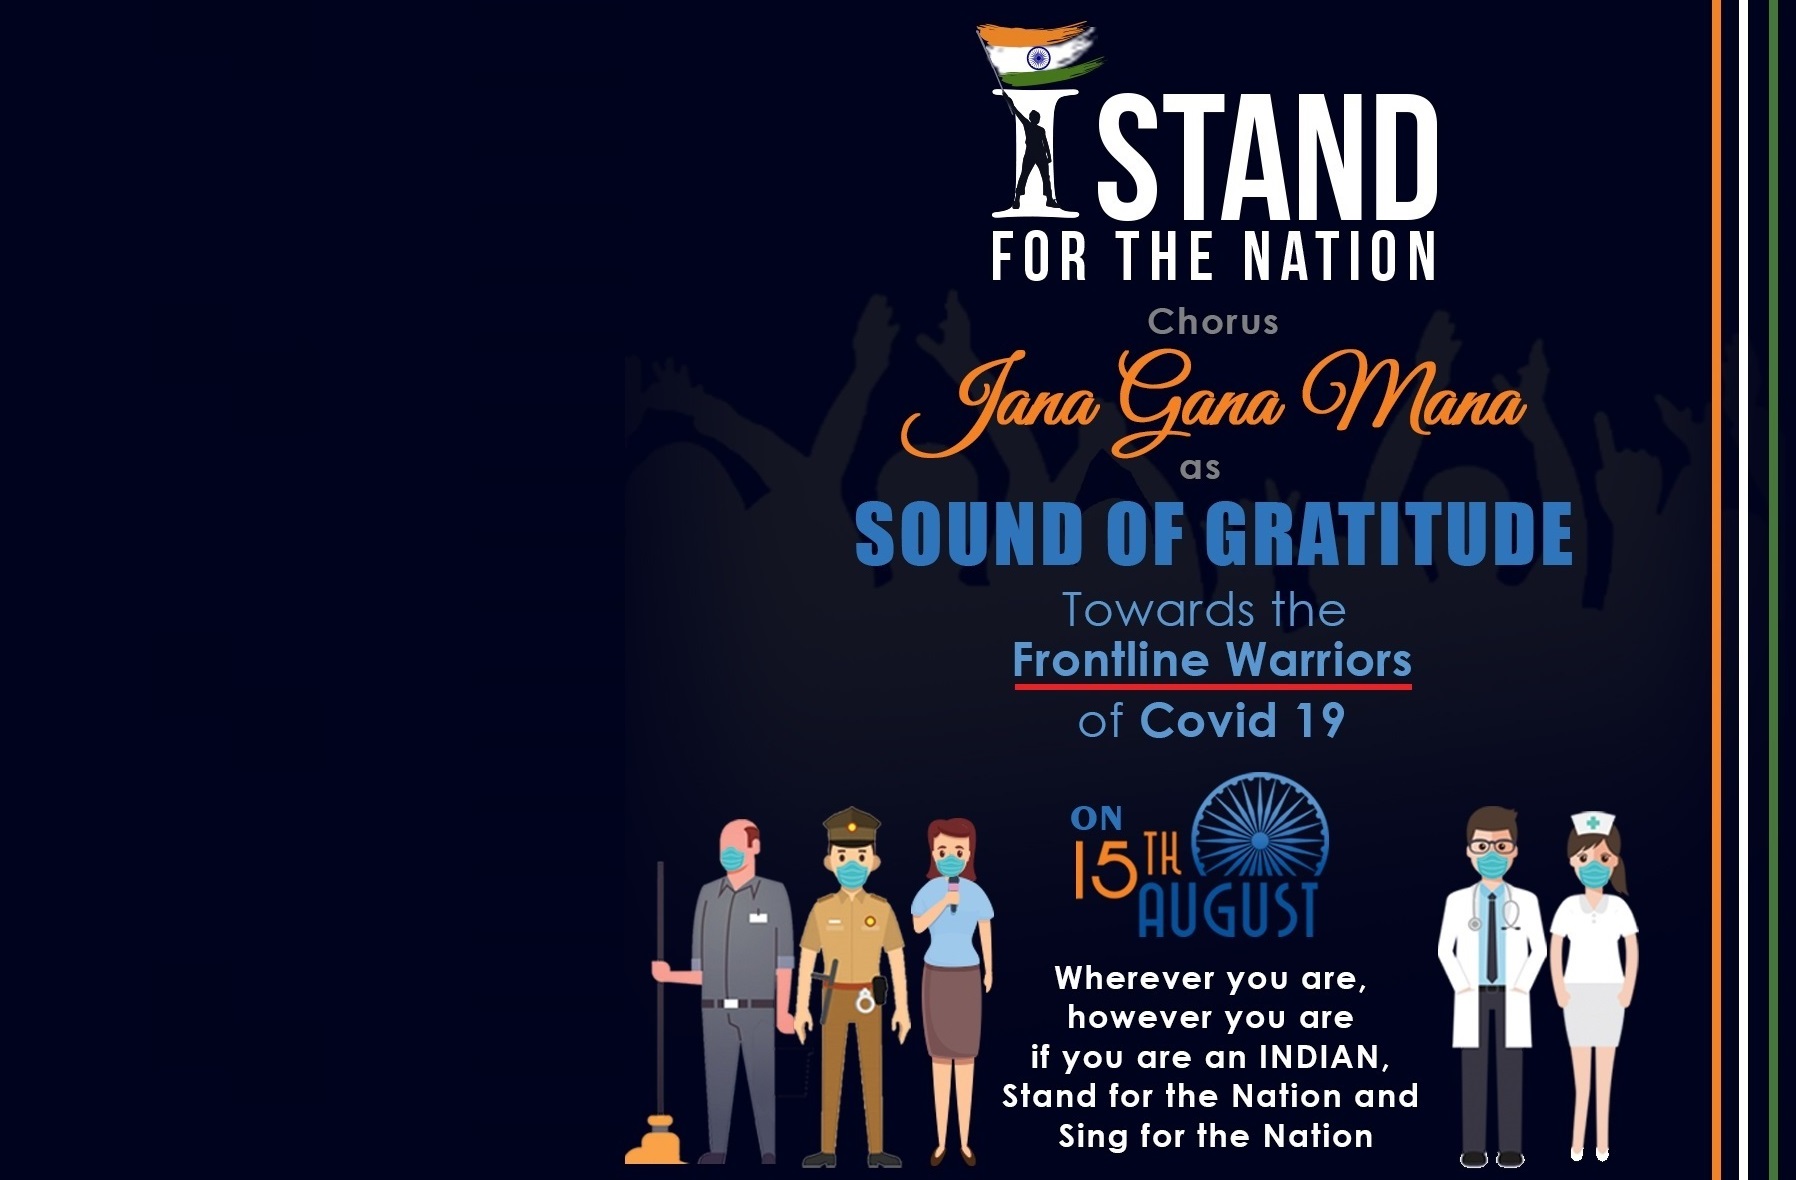 I STAND
FOR THE NATION
Chorus
Jana Gana Mana
as
SOUND OF GRATITUDE
Towards the
Frontline Warriors
of Covid 19
ON
15TH
AUGUST
Wherever you are,
however you are
if you are an INDIAN,
Stand for the Nation and
Sing for the Nation